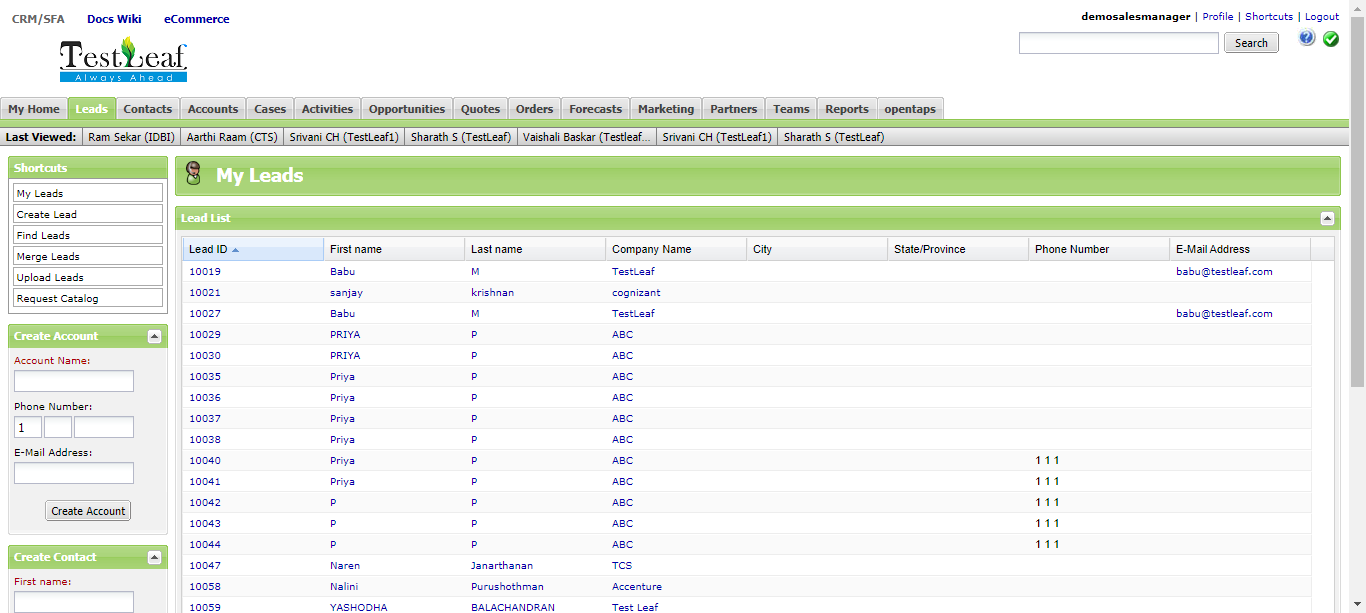 CRM/SFA Docs Wiki eCommerce
demosalesmanager | Profile | Shortcuts | Logout
TestLeaf
Always Ahead
Search
My Home Leads Contacts Accounts Cases Activities Opportunities Quotes Orders Forecasts Marketing Partners Teams Reports opentaps
Last Viewed: Ram Sekar (IDBI) Aarthi Raam (CTS) Srivani CH (TestLeaf1) Sharath S (TestLeaf) Vaishali Baskar (Testleaf... Srivani CH (TestLeaf1) Sharath S (TestLeaf)
Shortcuts
My Leads
Create Lead
Find Leads
Merge Leads
Upload Leads
Request Catalog
Create Account
Account Name:
Phone Number:
1
E-Mail Address:
Create Account
Create Contact
First name:
My Leads
Lead List
Lead ID First name Last name Company Name City State/Province Phone Number E-Mail Address
10019 Babu M TestLeaf babu@testleaf.com
10021 sanjay krishnan cognizant
10027 Babu M TestLeaf babu@testleaf.com
10029 PRIYA P ABC
10030 PRIYA P ABC
10035 Priya P ABC
10036 Priya P ABC
10037 Priya P ABC
10038 Priya P ABC
10040 Priya P ABC 1 1 1
10041 Priya P ABC 1 1 1
10042 P P ABC 1 1 1
10043 P P ABC 1 1 1
10044 P P ABC 1 1 1
10047 Naren Janarthanan TCS
10058 Nalini Purushothman Accenture
10059 YASHODHA BALACHANDRAN Test Leaf